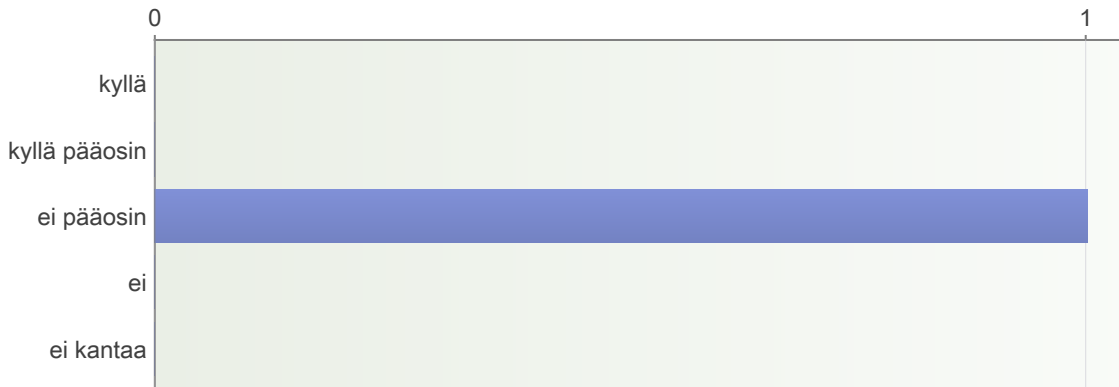 0 1
kyllä
kyllä pääosin
ei pääosin
ei
ei kantaa